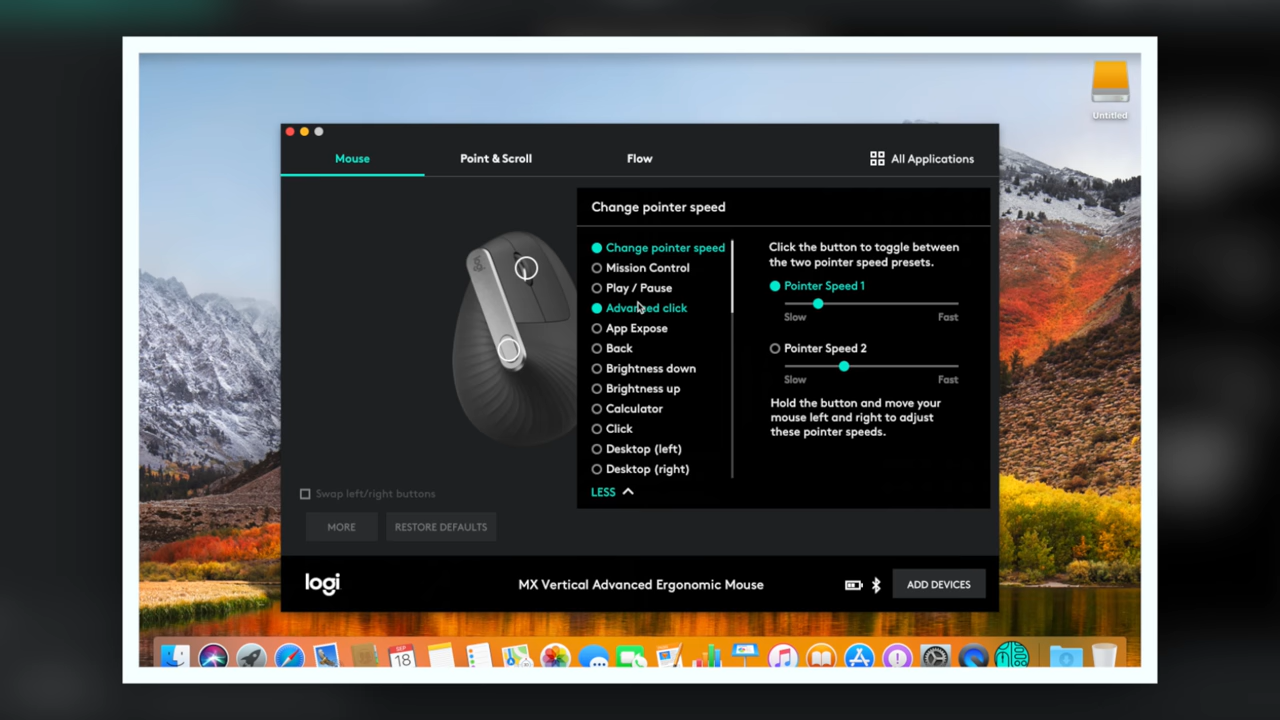 Untitled
Mouse
Point & Scroll
Flow
All Applications
Change pointer speed
Change pointer speed
Mission Control
Play / Pause
Advanced click
App Expose
Back
Brightness down
Brightness up
Calculator
Click
Desktop (left)
Desktop (right)
LESS
Click the button to toggle between
the two pointer speed presets.
Pointer Speed 1
Slow
Fast
Pointer Speed 2
Slow
Fast
Hold the button and move your
mouse left and right to adjust
these pointer speeds.
Swap left/right buttons
MORE
RESTORE DEFAULTS
logi
MX Vertical Advanced Ergonomic Mouse
ADD DEVICES
SEP
18